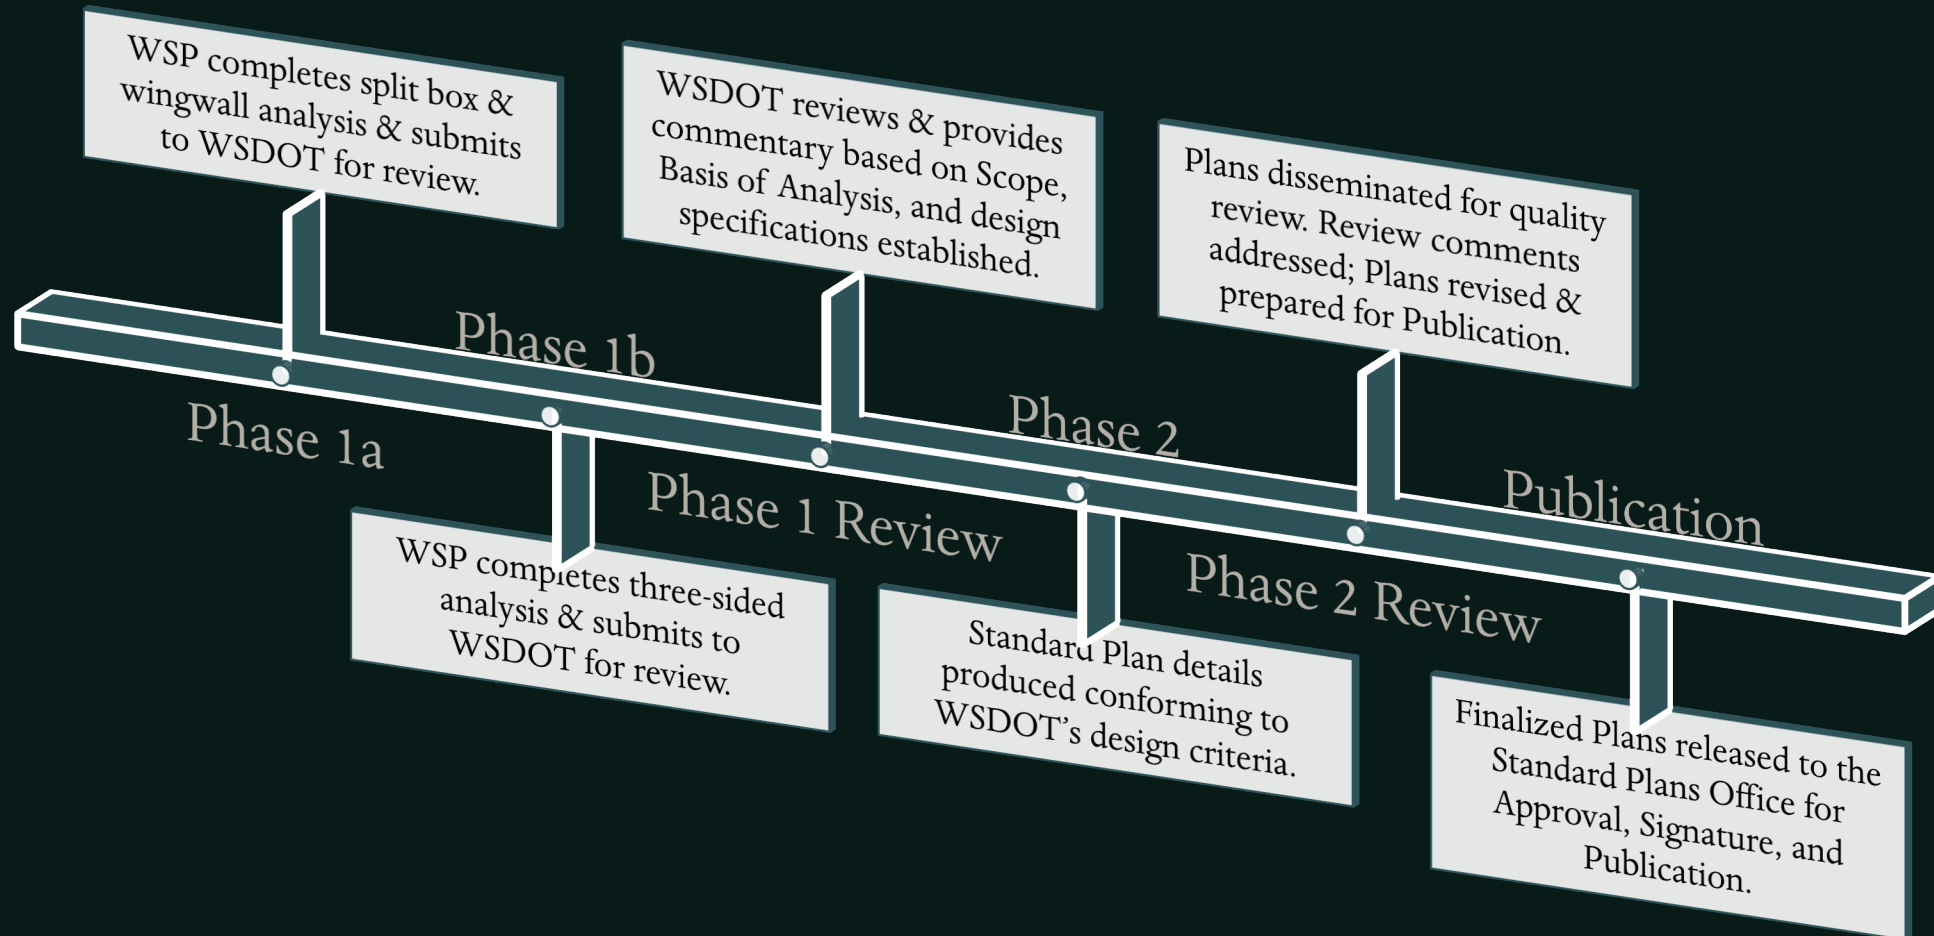 WSP completes split box &
wingwall analysis & submits
to WSDOT for review.
WSDOT reviews & provides
commentary based on Scope,
Basis of Analysis, and design
specifications established.
Plans disseminated for quality
review. Review comments
addressed; Plans revised &
prepared for Publication.
Phase 1b
Phase 2
Publication
Phase 1a
Phase 1 Review
Phase 2 Review
WSP completes three-sided
analysis & submits to
WSDOT for review.
Standard Plan details
produced conforming to
WSDOT’s design criteria.
Finalized Plans released to the
Standard Plans Office for
Approval, Signature, and
Publication.